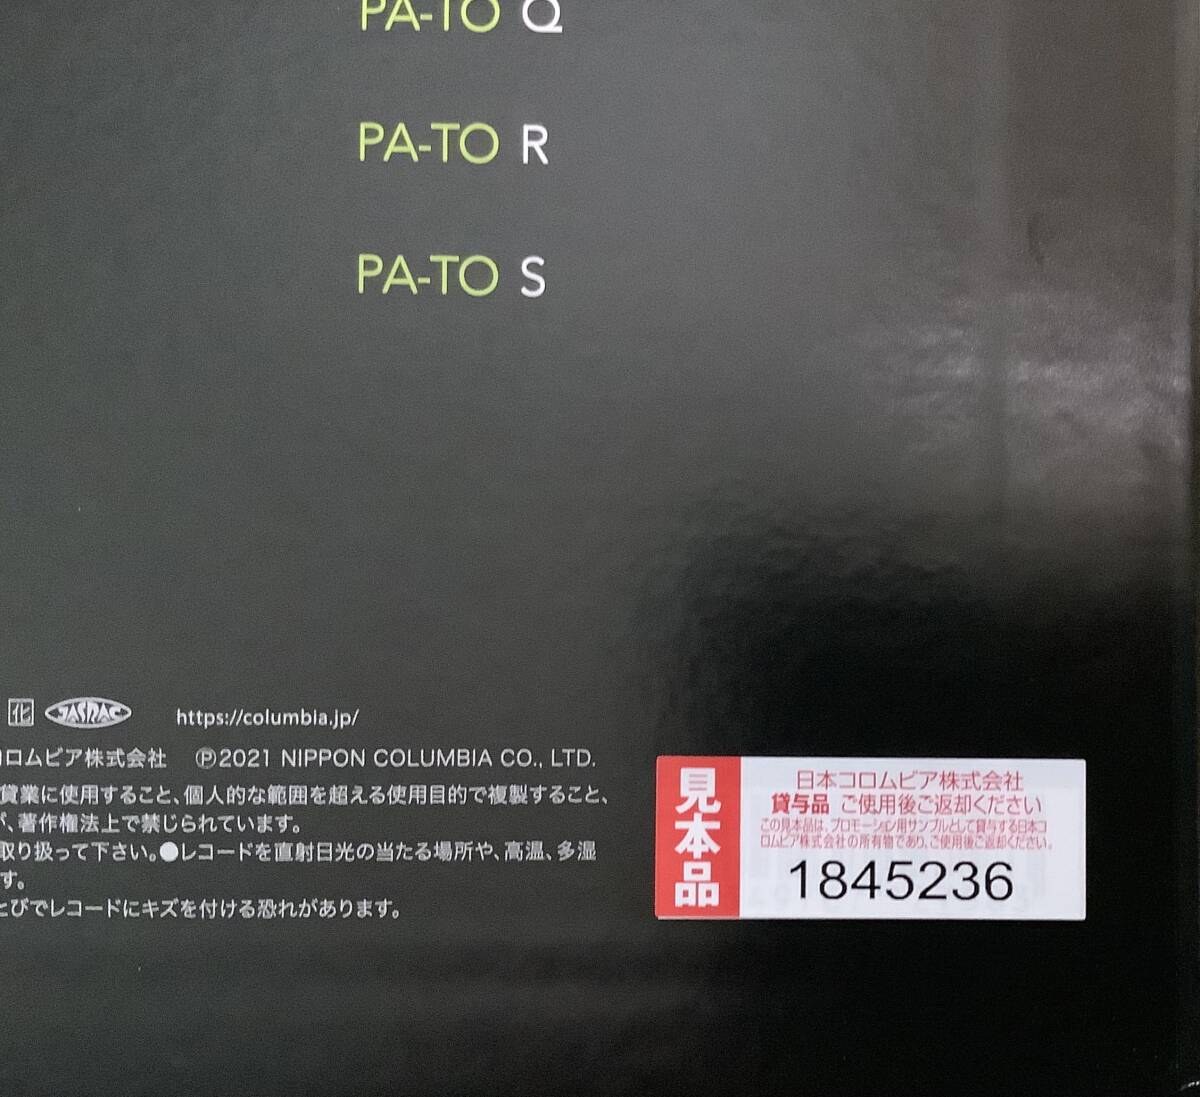 PA-TO Q
PA-TO R
PA-TO S
化 JASRAC https://columbia.jp/
コロムビア株式会社 Ⓟ2021 NIPPON COLUMBIA CO., LTD.
貸業に使用すること、個人的な範囲を超える使用目的で複製すること、
、著作権法上で禁じられています。
取り扱って下さい。●レコードを直射日光の当たる場所や、高温、多湿
す。
とびでレコードにキズを付ける恐れがあります。
見本品
日本コロムビア株式会社
貸与品 ご使用後ご返却ください
この見本品は、プロモーション用サンプルとして貸与する日本コ
ロムビア株式会社の所有物であり、ご使用後ご返却ください。
1845236